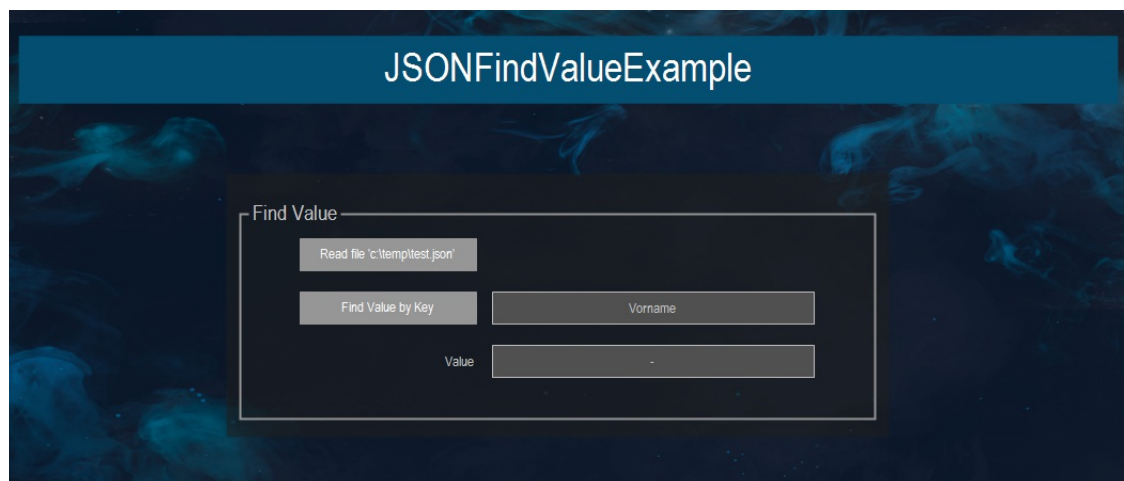 JSONFindValueExample
Find Value
Read file 'c:\temp\test.json'
Find Value by Key
Vorname
Value
-